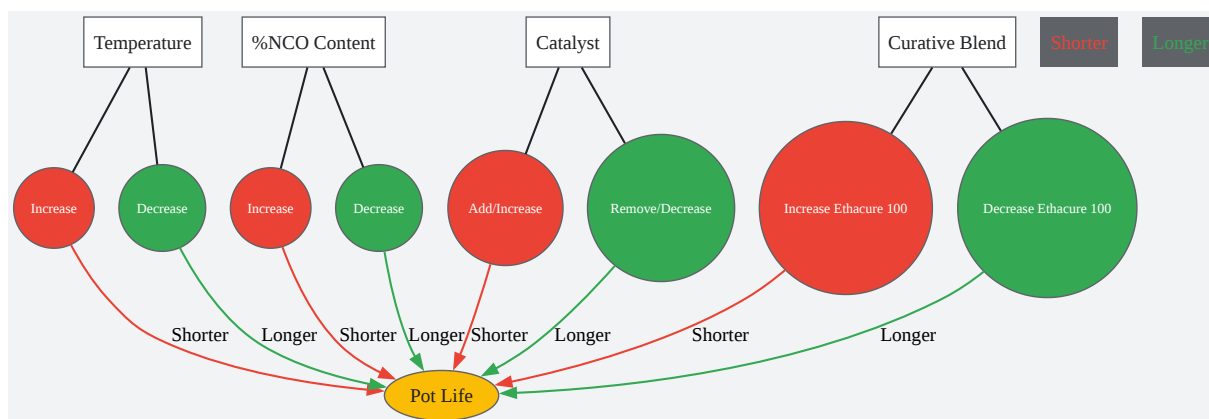 Temperature
%NCO Content
Catalyst
Curative Blend
Shorter
Longer
Increase
Decrease
Increase
Decrease
Add/Increase
Remove/Decrease
Increase Ethacure 100
Decrease Ethacure 100
Shorter
Longer
Shorter
Longer
Shorter
Longer
Shorter
Longer
Pot Life